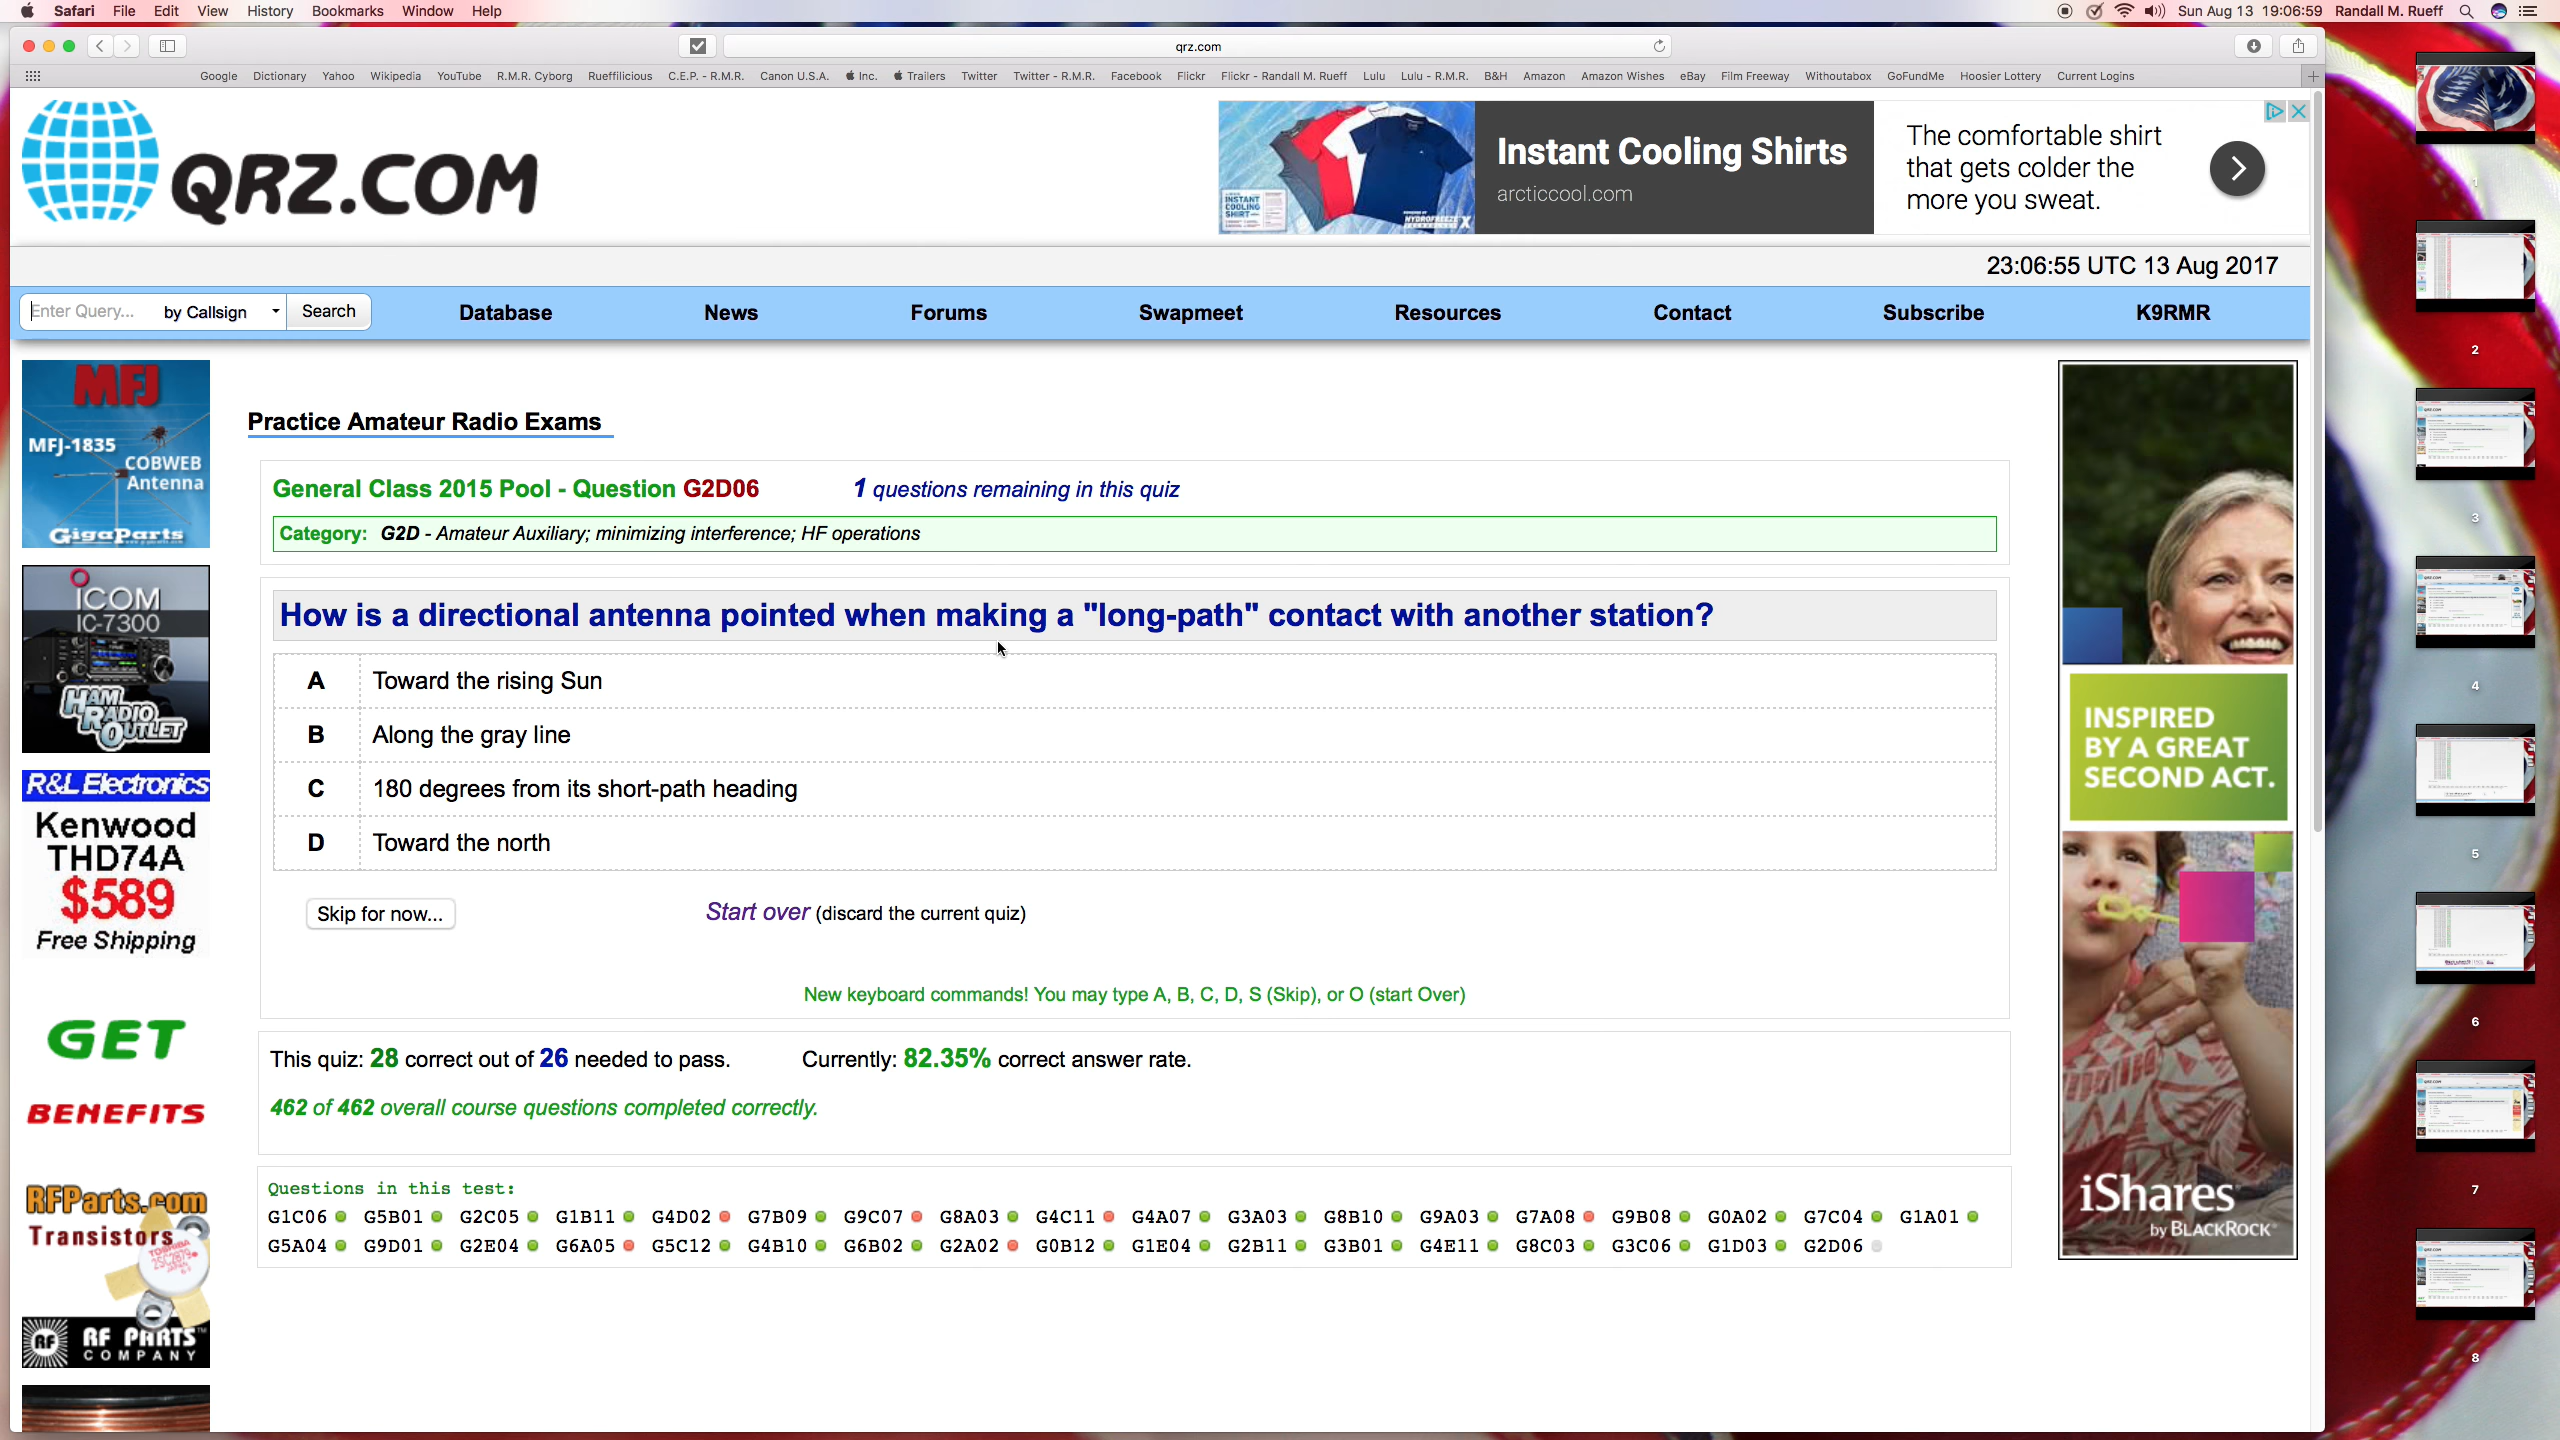 Safari File Edit View History Bookmarks Window Help Sun Aug 13 19:06:59 Randall M. Rueff
qrz.com
Google Dictionary Yahoo Wikipedia YouTube R.M.R. Cyborg Rueffilicious C.E.P. - R.M.R. Canon U.S.A. Inc. Trailers Twitter Twitter - R.M.R. Facebook Flickr Flickr - Randall M. Rueff Lulu Lulu - R.M.R. B&H Amazon Amazon Wishes eBay Film Freeway Withoutabox GoFundMe Hoosier Lottery Current Logins
QRZ.COM
INSTANT COOLING SHIRT
Instant Cooling Shirts
arcticcool.com
The comfortable shirt
that gets colder the
more you sweat.
23:06:55 UTC 13 Aug 2017
Enter Query... by Callsign Search Database News Forums Swapmeet Resources Contact Subscribe K9RMR
MFJ
MFJ-1835
COBWEB
Antenna
GigaParts
ICOM
IC-7300
HAM RADIO OUTLET
R&L Electronics
Kenwood
THD74A
$589
Free Shipping
GET
BENEFITS
RFParts.com
Transistors
RF PARTS
COMPANY
Practice Amateur Radio Exams
General Class 2015 Pool - Question G2D06 1 questions remaining in this quiz
Category: G2D - Amateur Auxiliary; minimizing interference; HF operations
How is a directional antenna pointed when making a "long-path" contact with another station?
A Toward the rising Sun
B Along the gray line
C 180 degrees from its short-path heading
D Toward the north
Skip for now... Start over (discard the current quiz)
New keyboard commands! You may type A, B, C, D, S (Skip), or O (start Over)
This quiz: 28 correct out of 26 needed to pass. Currently: 82.35% correct answer rate.
462 of 462 overall course questions completed correctly.
Questions in this test:
G1C06 G5B01 G2C05 G1B11 G4D02 G7B09 G9C07 G8A03 G4C11 G4A07 G3A03 G8B10 G9A03 G7A08 G9B08 G0A02 G7C04 G1A01
G5A04 G9D01 G2E04 G6A05 G5C12 G4B10 G6B02 G2A02 G0B12 G1E04 G2B11 G3B01 G4E11 G8C03 G3C06 G1D03 G2D06
INSPIRED
BY A GREAT
SECOND ACT.
iShares
by BLACKROCK
1
2
3
4
5
6
7
8